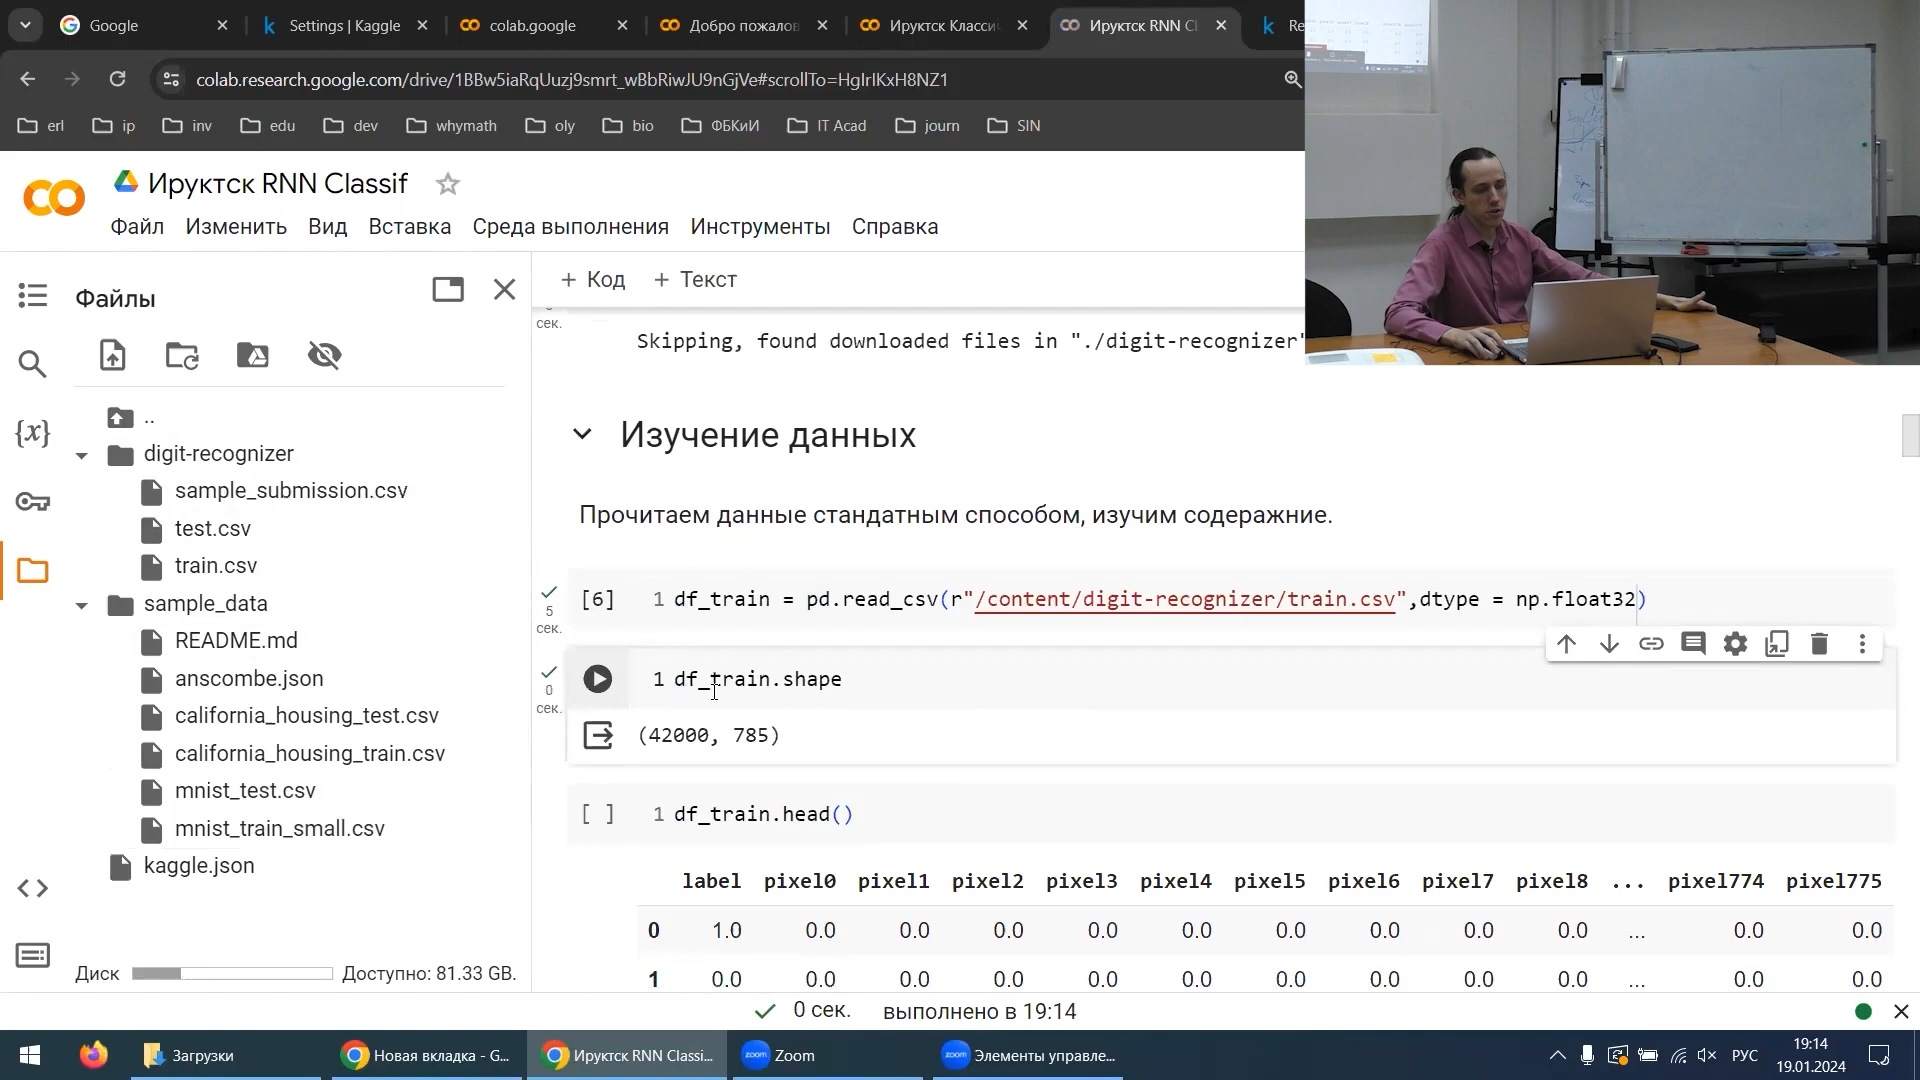 Google
Settings | Kaggle
colab.google
Добро пожалов
Ируктск Класси
Ируктск RNN Cl
Re
colab.research.google.com/drive/1BBw5iaRqUuzj9smrt_wBbRiwJU9nGjVe#scrollTo=HgIrIKxH8NZ1
erl
ip
inv
edu
dev
whymath
oly
bio
ФБКиИ
IT Acad
journ
SIN
Ируктск RNN Classif
Файл Изменить Вид Вставка Среда выполнения Инструменты Справка
Файлы
+ Код + Текст
сек.
Skipping, found downloaded files in "./digit-recognizer"
..
digit-recognizer
sample_submission.csv
test.csv
train.csv
sample_data
README.md
anscombe.json
california_housing_test.csv
california_housing_train.csv
mnist_test.csv
mnist_train_small.csv
kaggle.json
Диск
Доступно: 81.33 GB.
Изучение данных
Прочитаем данные стандатным способом, изучим содеражние.
5
сек.
[6] 1 df_train = pd.read_csv(r"/content/digit-recognizer/train.csv",dtype = np.float32)
0
сек.
1 df_train.shape
(42000, 785)
[ ] 1 df_train.head()
label pixel0 pixel1 pixel2 pixel3 pixel4 pixel5 pixel6 pixel7 pixel8 ... pixel774 pixel775
0 1.0 0.0 0.0 0.0 0.0 0.0 0.0 0.0 0.0 0.0 ... 0.0 0.0
1 0.0 0.0 0.0 0.0 0.0 0.0 0.0 0.0 0.0 0.0 ... 0.0 0.0
0 сек. выполнено в 19:14
Загрузки
Новая вкладка - G...
Ируктск RNN Classi...
zoom
Zoom
zoom
Элементы управле...
РУС
19:14
19.01.2024